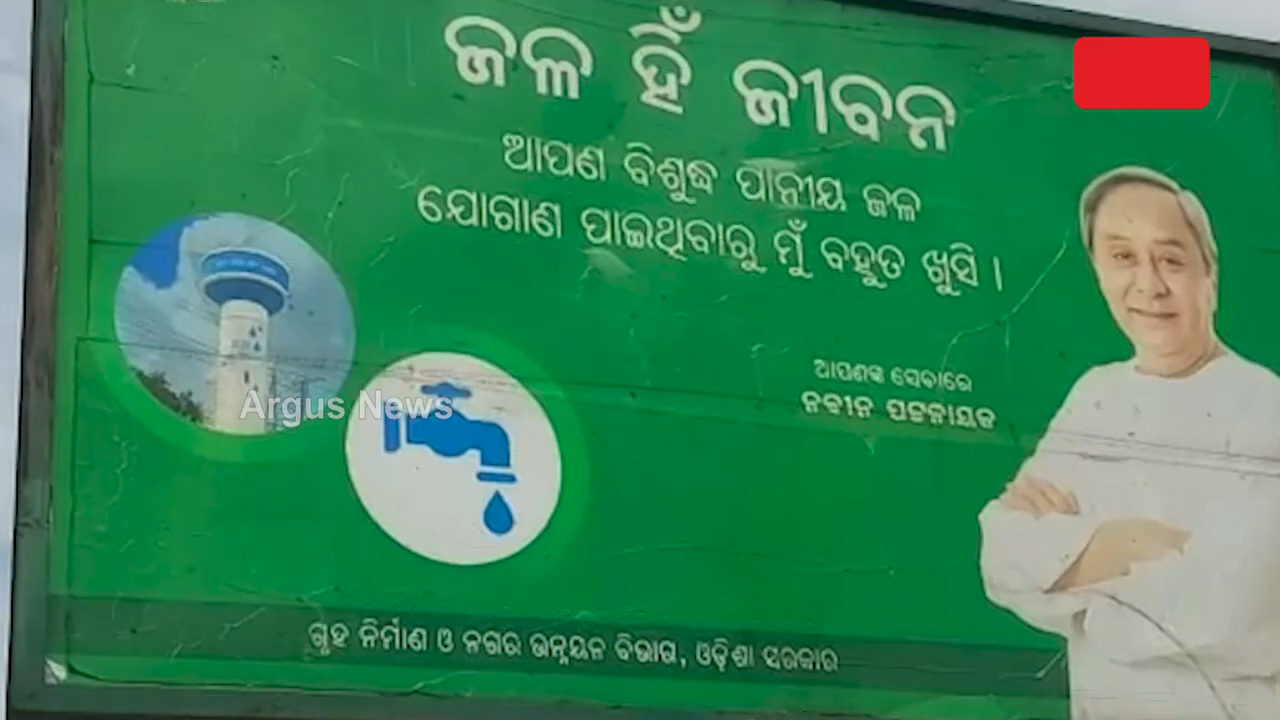 ଜଳ ହିଁ ଜୀବନ
ଆପଣ ବିଶୁଦ୍ଧ ପାନୀୟ ଜଳ
ଯୋଗାଣ ପାଇଥିବାରୁ ମୁଁ ବହୁତ ଖୁସି ।
ଆପଣଙ୍କ ସେବାରେ
ନବୀନ ପଟ୍ଟନାୟକ
Argus News
ଗୃହ ନିର୍ମାଣ ଓ ନଗର ଉନ୍ନୟନ ବିଭାଗ, ଓଡ଼ିଶା ସରକାର